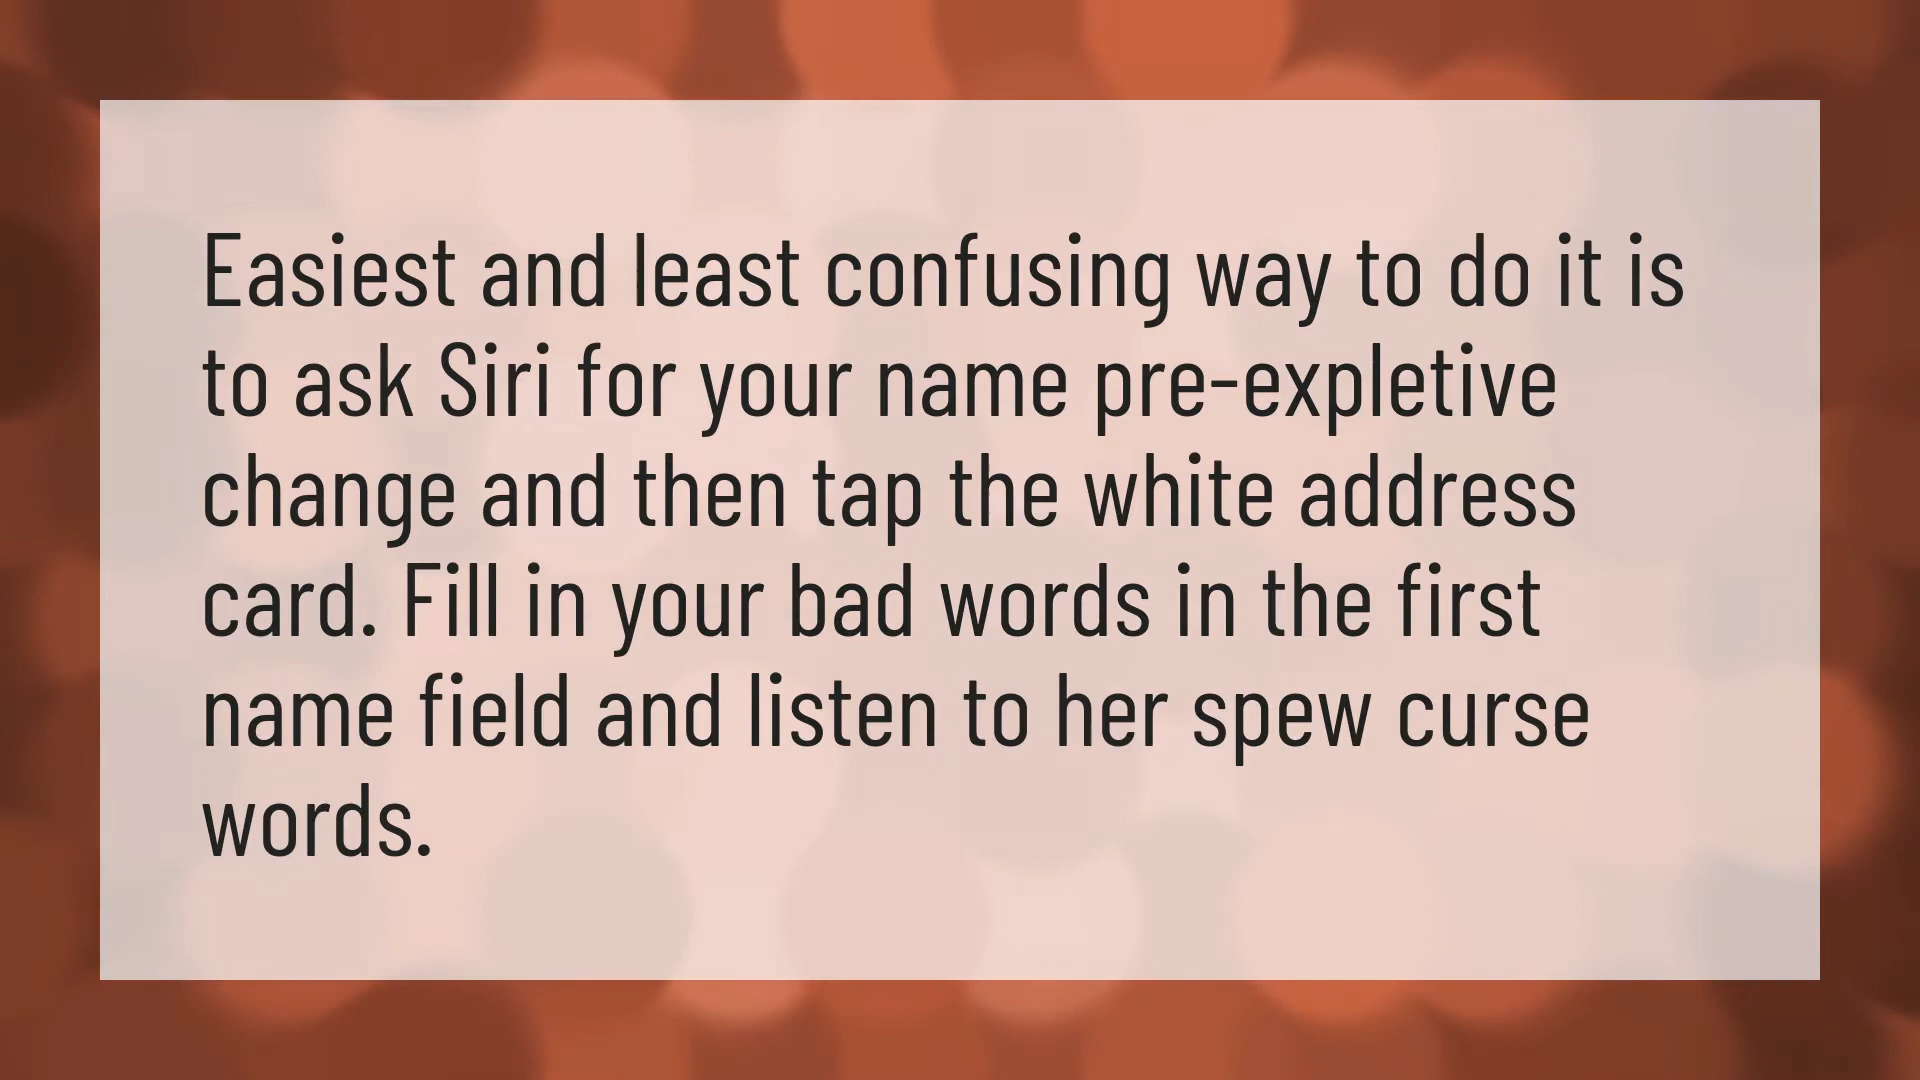 Easiest and least confusing way to do it is
to ask Siri for your name pre-expletive
change and then tap the white address
card. Fill in your bad words in the first
name field and listen to her spew curse
words.